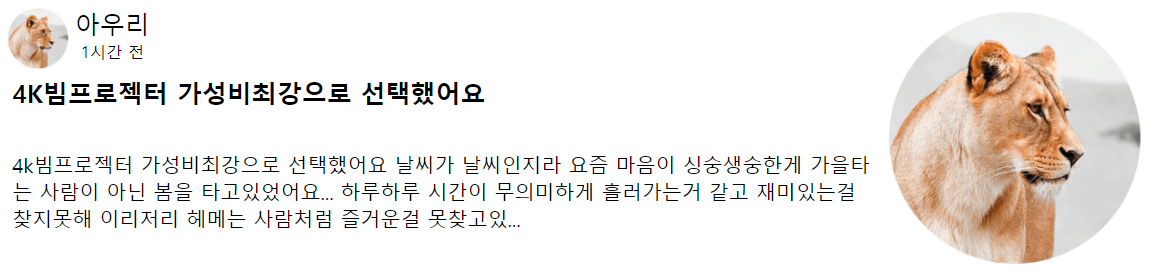 아우리
1시간 전
4K빔프로젝터 가성비최강으로 선택했어요
4k빔프로젝터 가성비최강으로 선택했어요 날씨가 날씨인지라 요즘 마음이 싱숭생숭한게 가을타
는 사람이 아닌 봄을 타고있었어요... 하루하루 시간이 무의미하게 흘러가는거 같고 재미있는걸
찾지못해 이리저리 헤메는 사람처럼 즐거운걸 못찾고있...